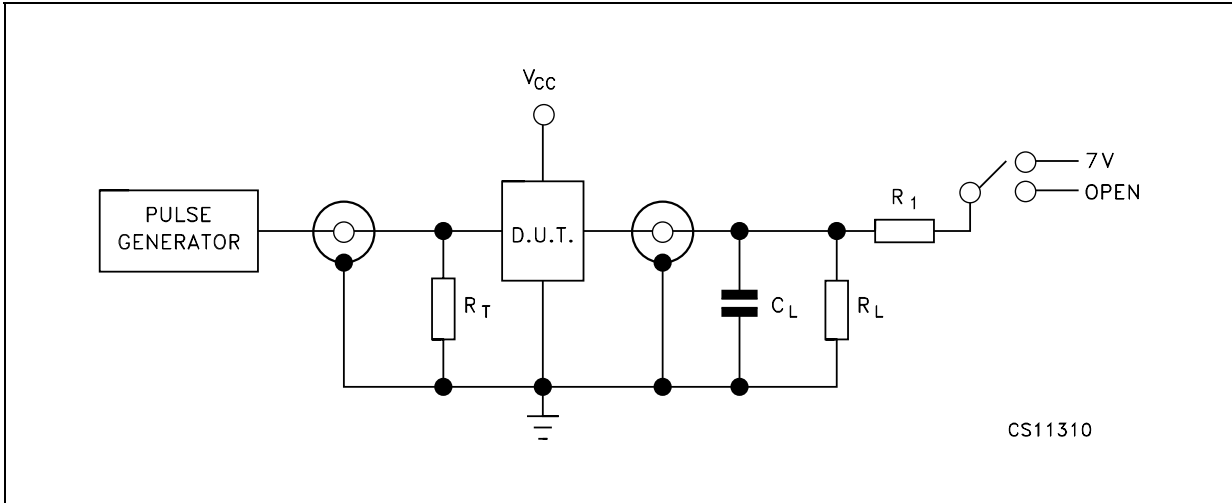 VCC
7V
OPEN
R1
PULSE
GENERATOR
D.U.T.
RT
CL
RL
CS11310